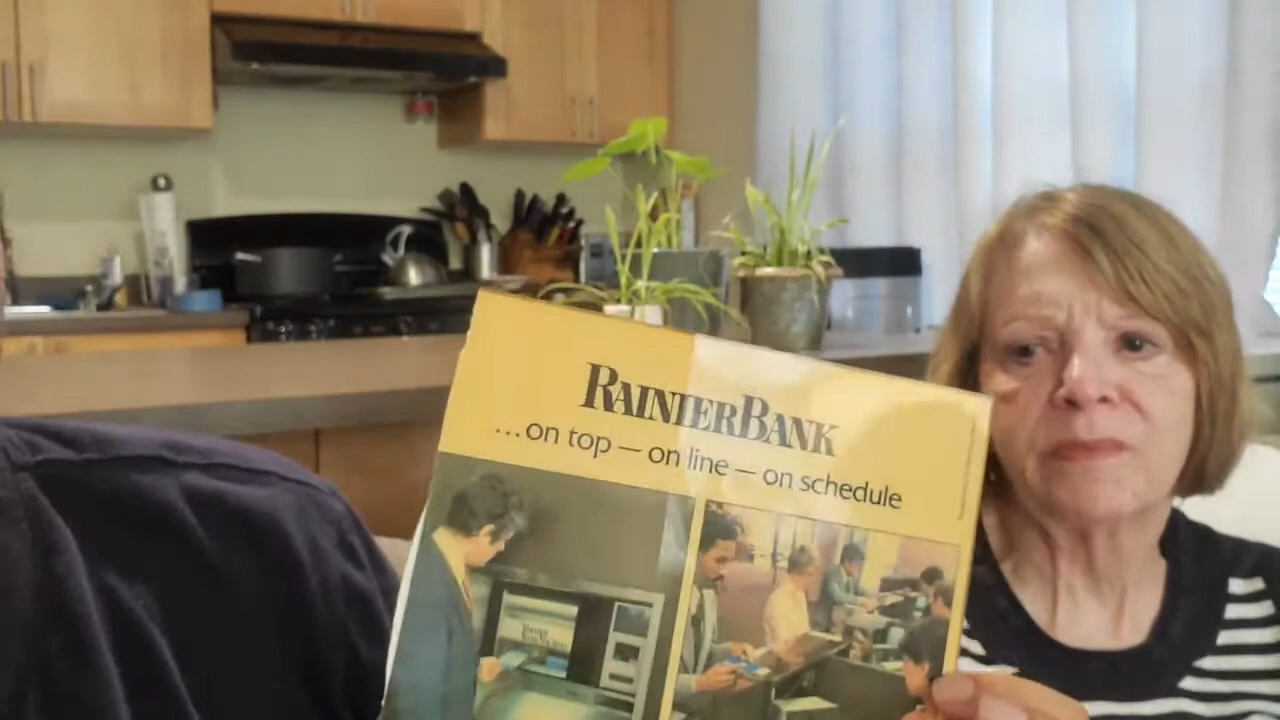 RAINIERBANK
...on top — on line — on schedule